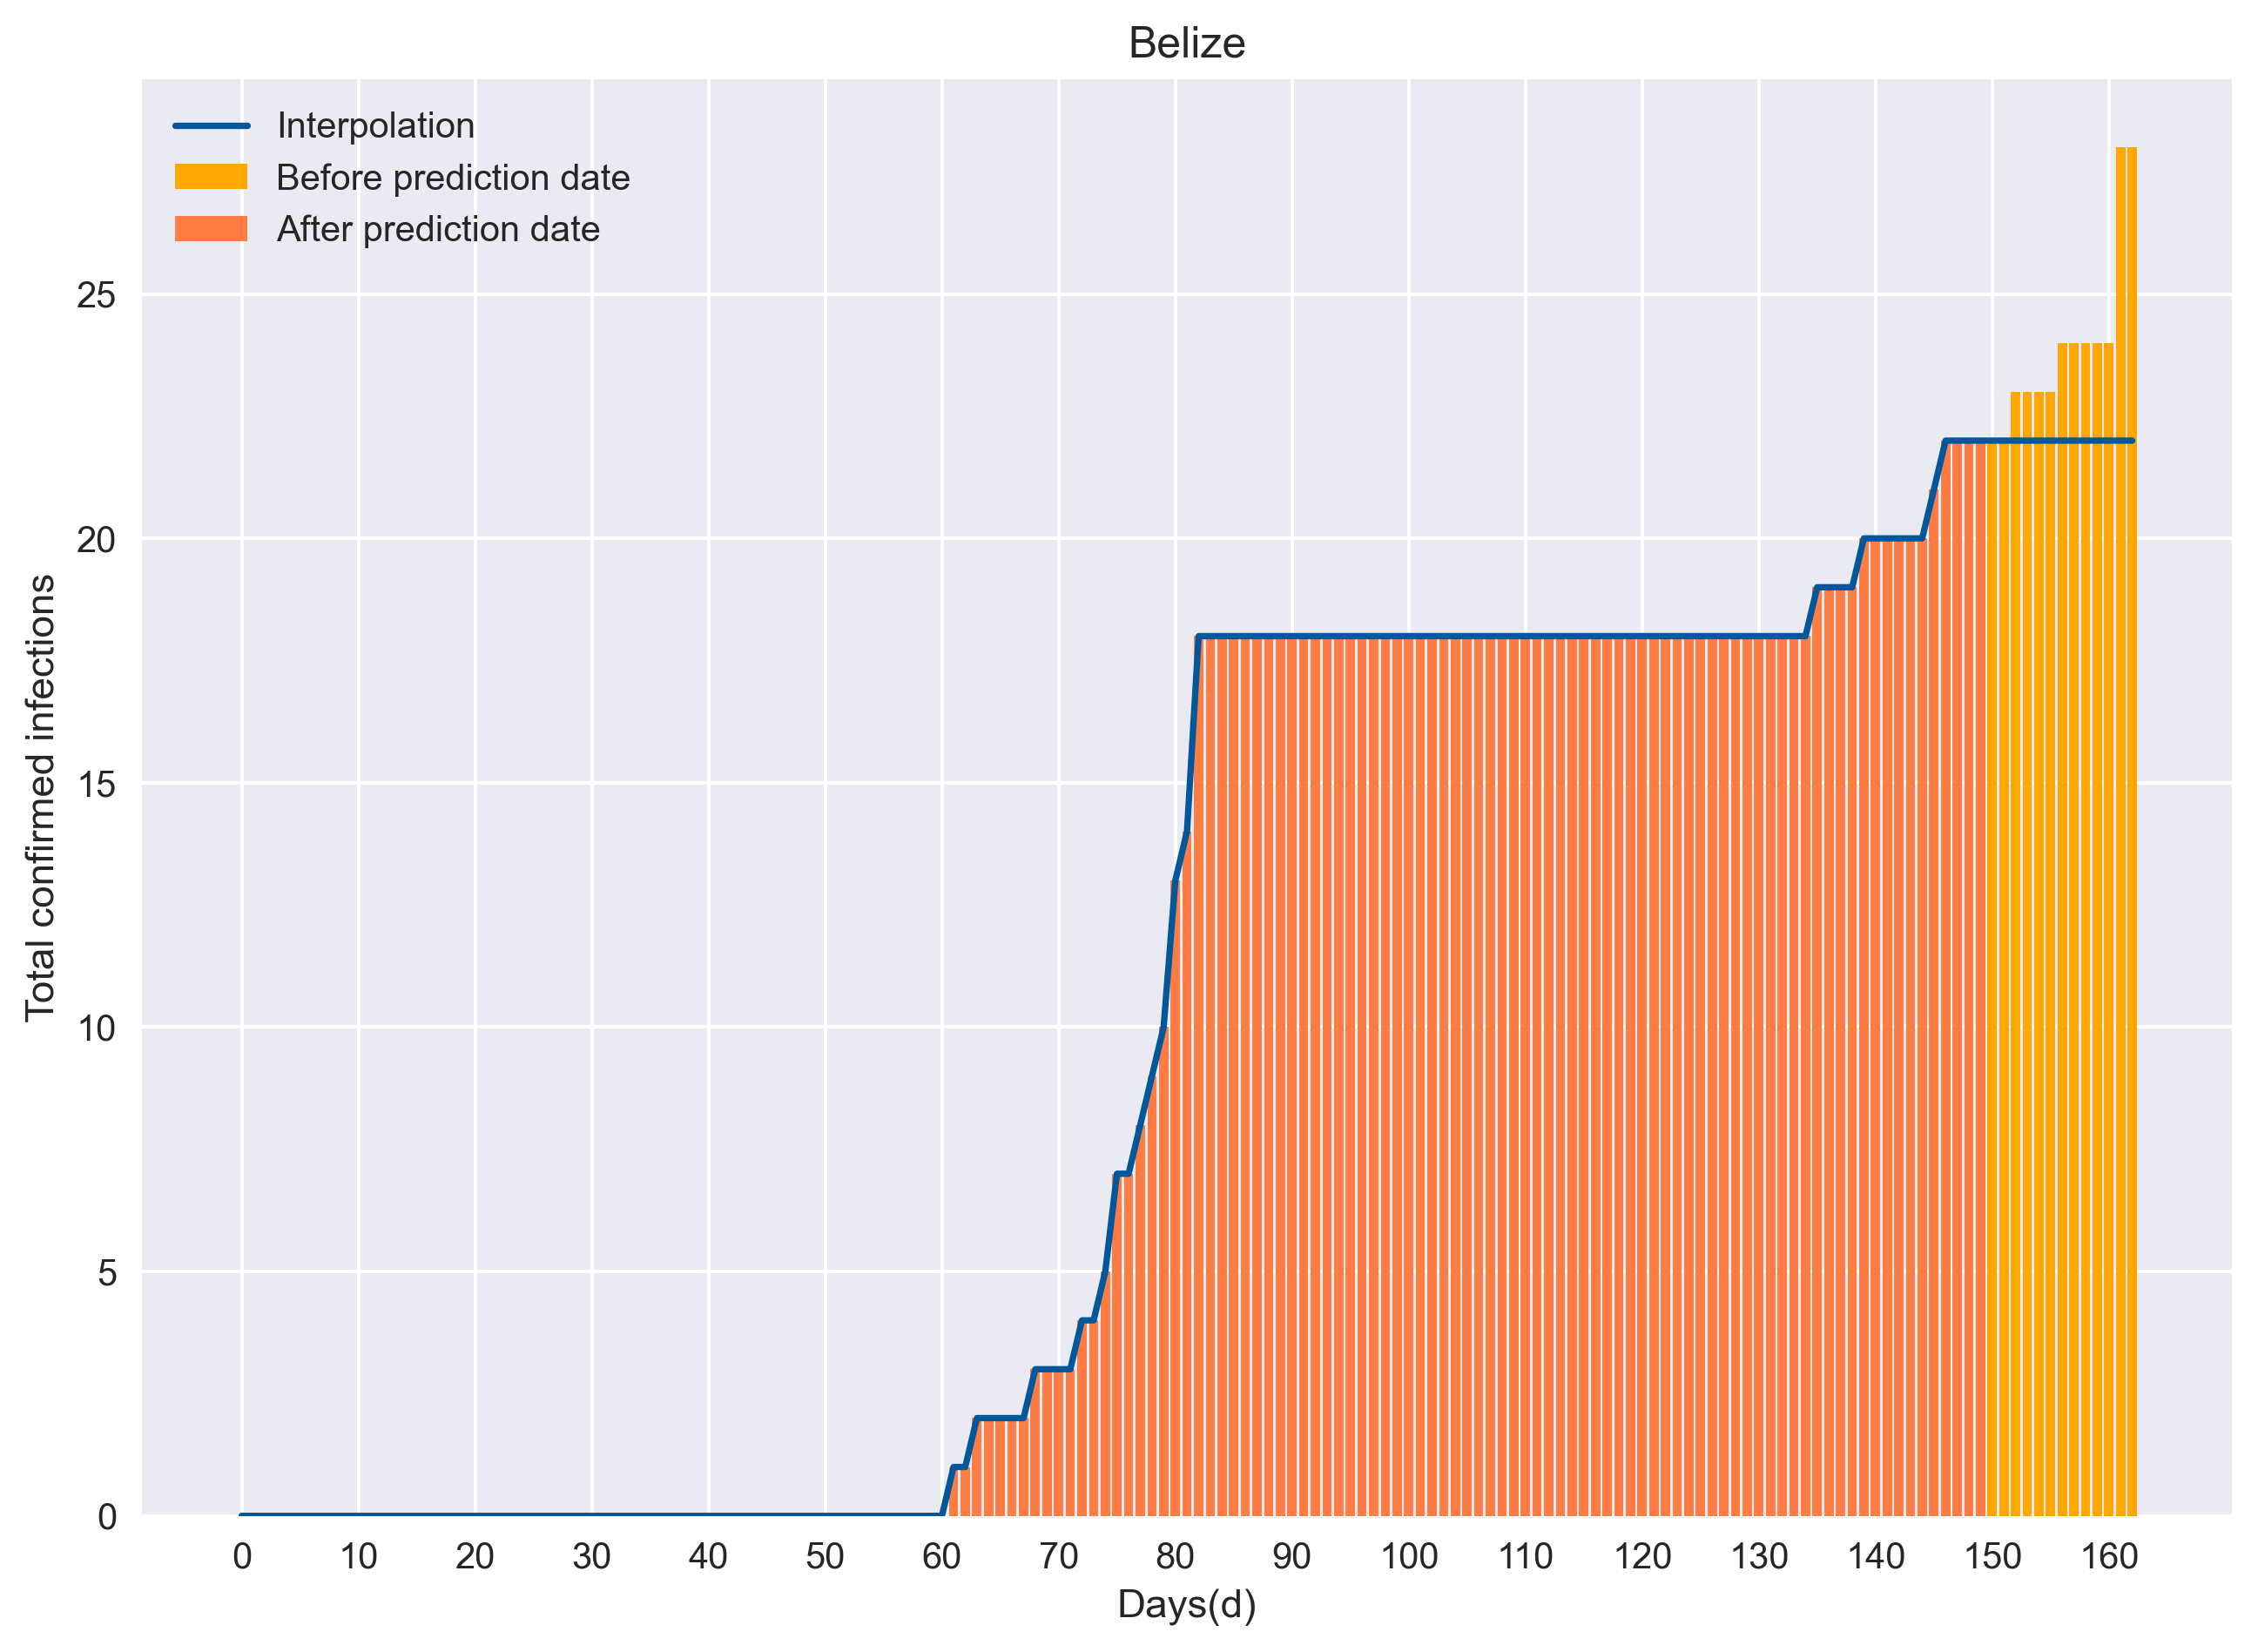 Belize
Interpolation
Before prediction date
After prediction date
25
20
15
10
5
0
Total confirmed infections
0 10 20 30 40 50 60 70 80 90 100 110 120 130 140 150 160
Days(d)